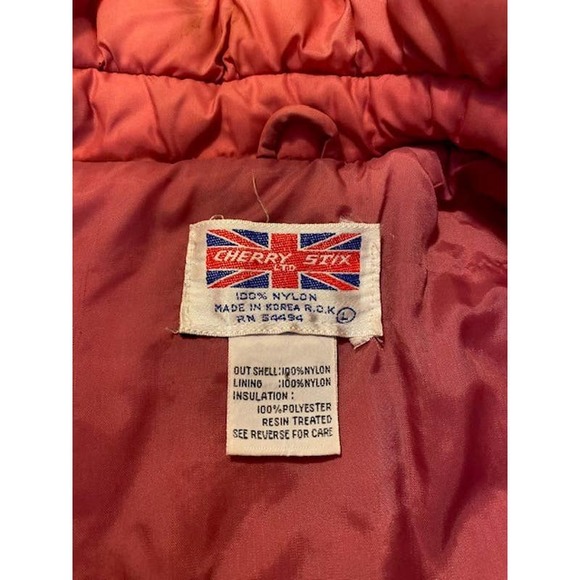 CHERRY STIX
LTD
100% NYLON
MADE IN KOREA R.O.K L
RN 54494
OUT SHELL:100%NYLON
LINING :100%NYLON
INSULATION :
100%POLYESTER
RESIN TREATED
SEE REVERSE FOR CARE